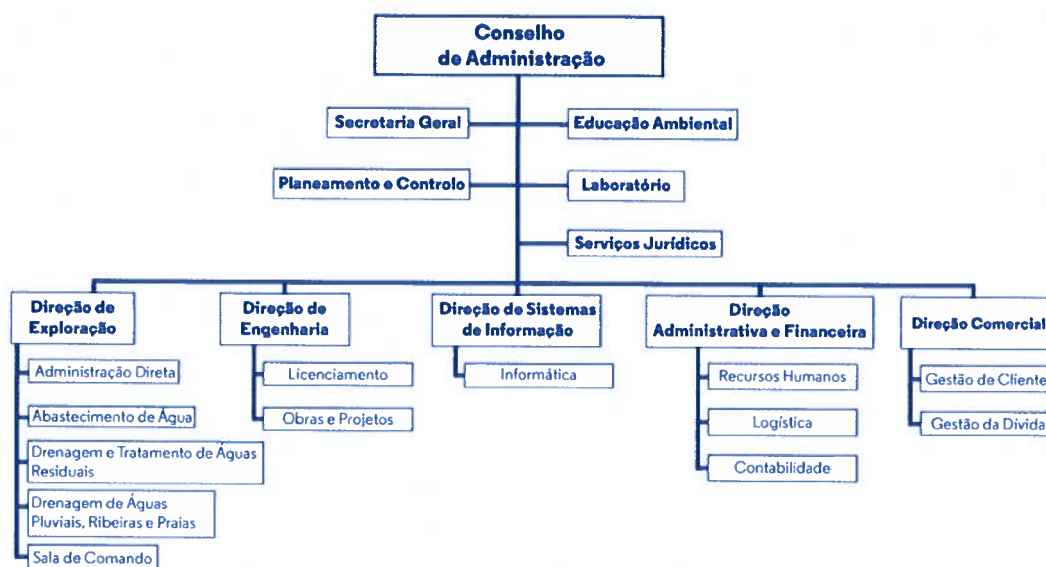 Conselho
de Administração
Secretaria Geral
Educação Ambiental
Planeamento e Controlo
Laboratório
Serviços Jurídicos
Direção de
Exploração
Direção de
Engenharia
Direção de Sistemas
de Informação
Direção
Administrativa e Financeira
Direção Comercial
Administração Direta
Licenciamento
Informática
Recursos Humanos
Gestão de Cliente
Abastecimento de Água
Obras e Projetos
Logística
Gestão da Dívida
Drenagem e Tratamento de Águas
Residuais
Contabilidade
Drenagem de Águas
Pluviais, Ribeiras e Praias
Sala de Comando